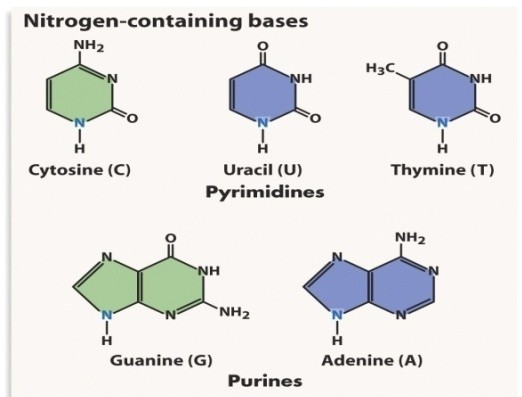 Nitrogen-containing bases
NH2
N
O
N
H
Cytosine (C)
O
NH
O
N
H
Uracil (U)
O
H3C
NH
O
N
H
Thymine (T)
Pyrimidines
O
N
NH
N
N
NH2
H
Guanine (G)
NH2
N
N
N
N
H
Adenine (A)
Purines